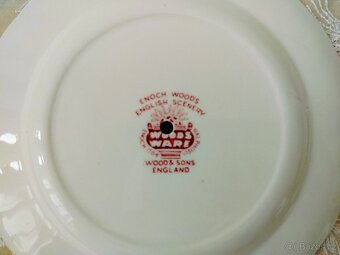 ENOCH WOODS
ENGLISH SCENERY
WOODS
WARE
WOOD & SONS
ENGLAND